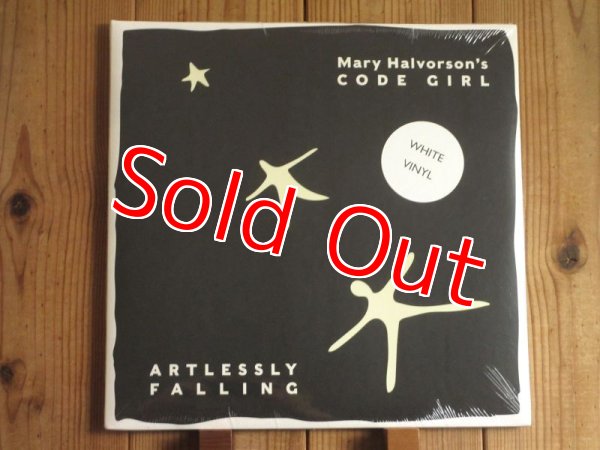 Mary Halvorson's
CODE GIRL
WHITE
VINYL
Sold Out
ARTLESSLY
FALLING